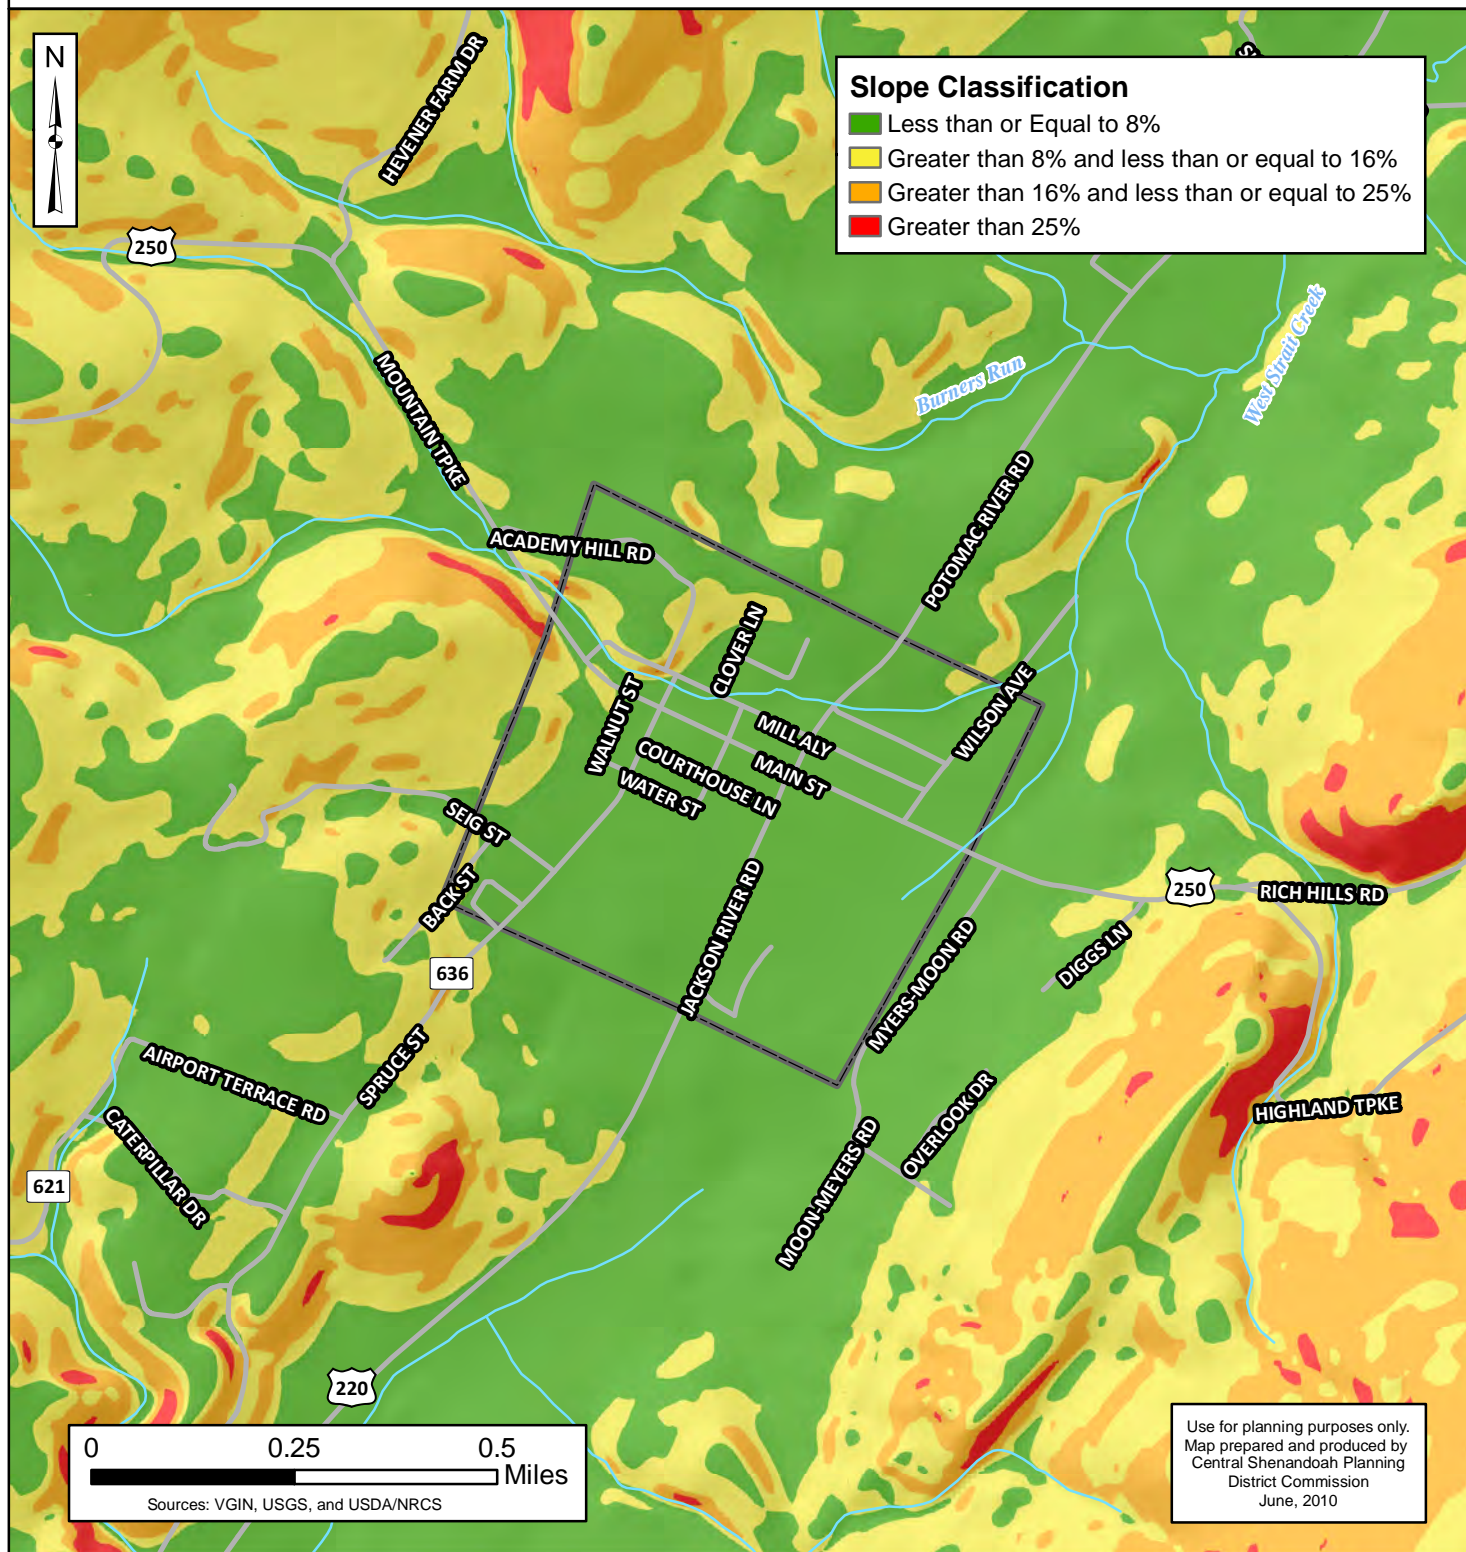 N
Slope Classification
Less than or Equal to 8%
Greater than 8% and less than or equal to 16%
Greater than 16% and less than or equal to 25%
Greater than 25%
HEVENER FARM DR
250
MOUNTAIN TPKE
Burners Run
West Strait Creek
POTOMAC RIVER RD
ACADEMY HILL RD
CLOVER LN
WALNUT ST
MILL ALY
WILSON AVE
COURTHOUSE LN
MAIN ST
WATER ST
SEIG ST
BACK ST
JACKSON RIVER RD
250
RICH HILLS RD
DIGGS LN
MYERS-MOON RD
636
SPRUCE ST
AIRPORT TERRACE RD
CATERPILLAR DR
621
OVERLOOK DR
MOON-MEYERS RD
HIGHLAND TPKE
220
0 0.25 0.5
Miles
Sources: VGIN, USGS, and USDA/NRCS
Use for planning purposes only.
Map prepared and produced by
Central Shenandoah Planning
District Commission
June, 2010